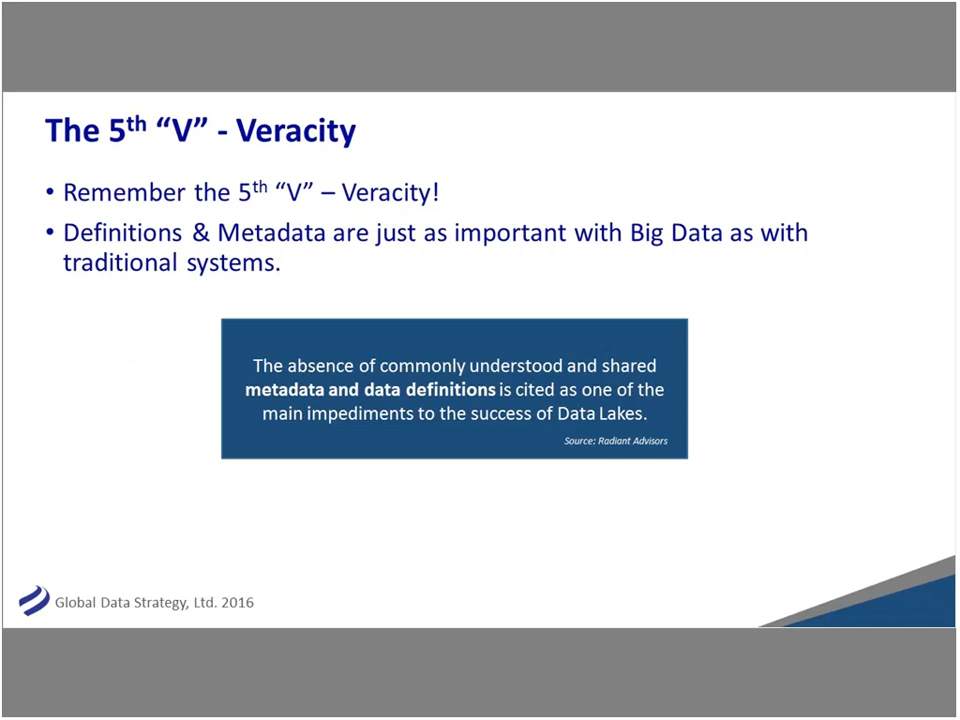 The 5th “V” - Veracity
• Remember the 5th “V” – Veracity!
• Definitions & Metadata are just as important with Big Data as with
traditional systems.
The absence of commonly understood and shared
metadata and data definitions is cited as one of the
main impediments to the success of Data Lakes.
Source: Radiant Advisors
Global Data Strategy, Ltd. 2016